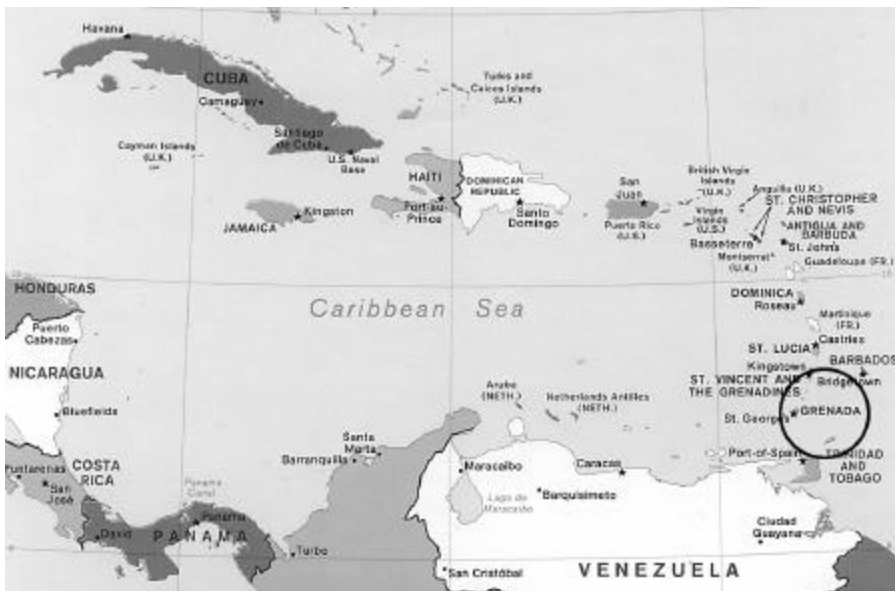 Havana
CUBA
Camagüey
Turks and
Caicos Islands
(U.K.)
Santiago
de Cuba
Cayman Islands
(U.K.)
U.S. Naval
Base
HAITI
DOMINICAN
REPUBLIC
San
Juan
British Virgin
Islands
(U.K.)
Anguilla (U.K.)
ST. CHRISTOPHER
AND NEVIS
Kingston
JAMAICA
Port-au-
Prince
Santo
Domingo
Puerto Rico
(U.S.)
Virgin
Islands
(U.S.)
Basseterre
ANTIGUA AND
BARBUDA
St. John's
Montserrat
(U.K.)
Guadeloupe (FR.)
HONDURAS
Caribbean Sea
DOMINICA
Roseau
Puerto
Cabezas
Martinique
(FR.)
Castries
ST. LUCIA
BARBADOS
NICARAGUA
Kingstown
Bridgetown
ST. VINCENT AND
THE GRENADINES
Aruba
(NETH.)
Netherlands Antilles
(NETH.)
Bluefields
St. George's
GRENADA
Santa
Marta
Barranquilla
Port-of-Spain
TRINIDAD
AND
TOBAGO
Puntarenas
COSTA
RICA
San
José
Panama
Canal
Maracaibo
Caracas
Lago de
Maracaibo
Barquisimeto
Panama
David
PANAMA
Turbo
Ciudad
Guayana
San Cristóbal
VENEZUELA